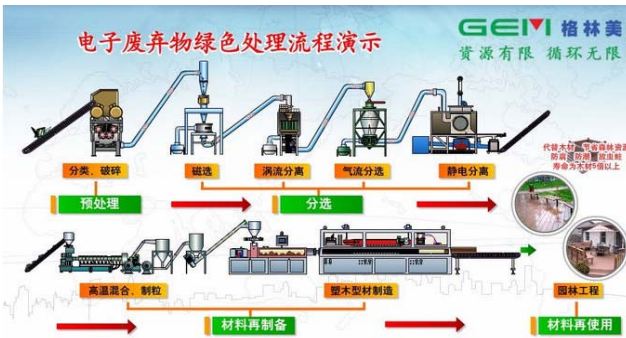 电子废弃物绿色处理流程演示
GEM 格林美
资源有限 循环无限
分类、破碎
磁选
涡流分离
气流分选
静电分离
预处理
分选
代替木材 节省森林资源
防腐 防潮 放虫蛀
寿命为木材5倍以上
高温混合、制粒
塑木型材制造
园林工程
材料再制备
材料再使用